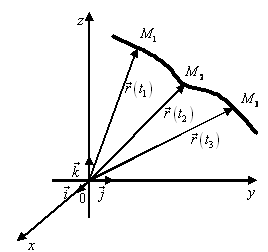 z
M₁
M₂
M₃
r⃗(t₁)
r⃗(t₂)
r⃗(t₃)
k⃗
i⃗
0
j⃗
y
x